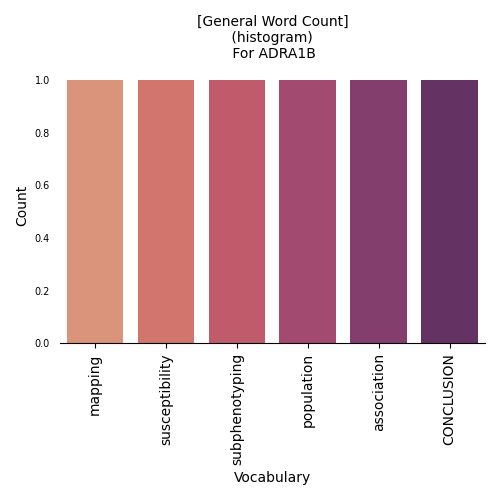 [General Word Count]
(histogram)
For ADRA1B
Count
1.0
0.8
0.6
0.4
0.2
0.0
mapping
susceptibility
subphenotyping
population
association
CONCLUSION
Vocabulary